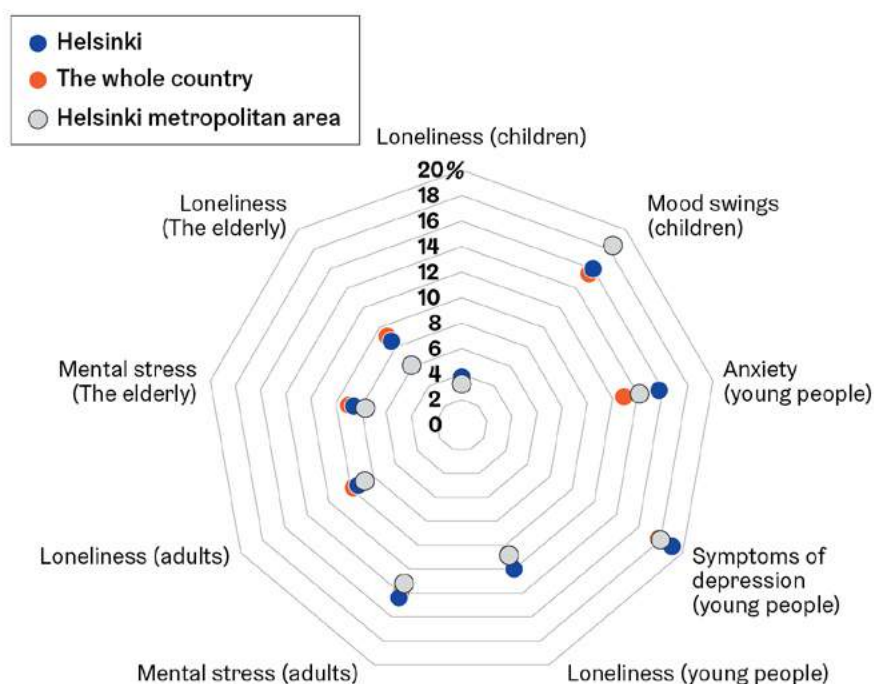 Helsinki
The whole country
Helsinki metropolitan area
Loneliness (children)
20%
18
16
14
12
10
8
6
4
2
0
Mood swings
(children)
Anxiety
(young people)
Symptoms of
depression
(young people)
Loneliness (young people)
Mental stress (adults)
Loneliness (adults)
Mental stress
(The elderly)
Loneliness
(The elderly)